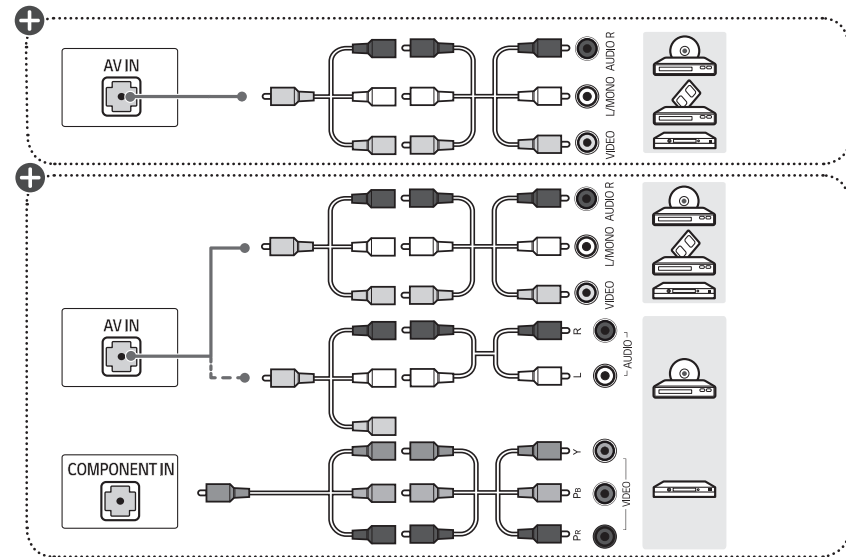 AV IN
AUDIO R
L/MONO
VIDEO
AV IN
AUDIO R
L/MONO
VIDEO
R
L
AUDIO
COMPONENT IN
Y
PB
PR
VIDEO